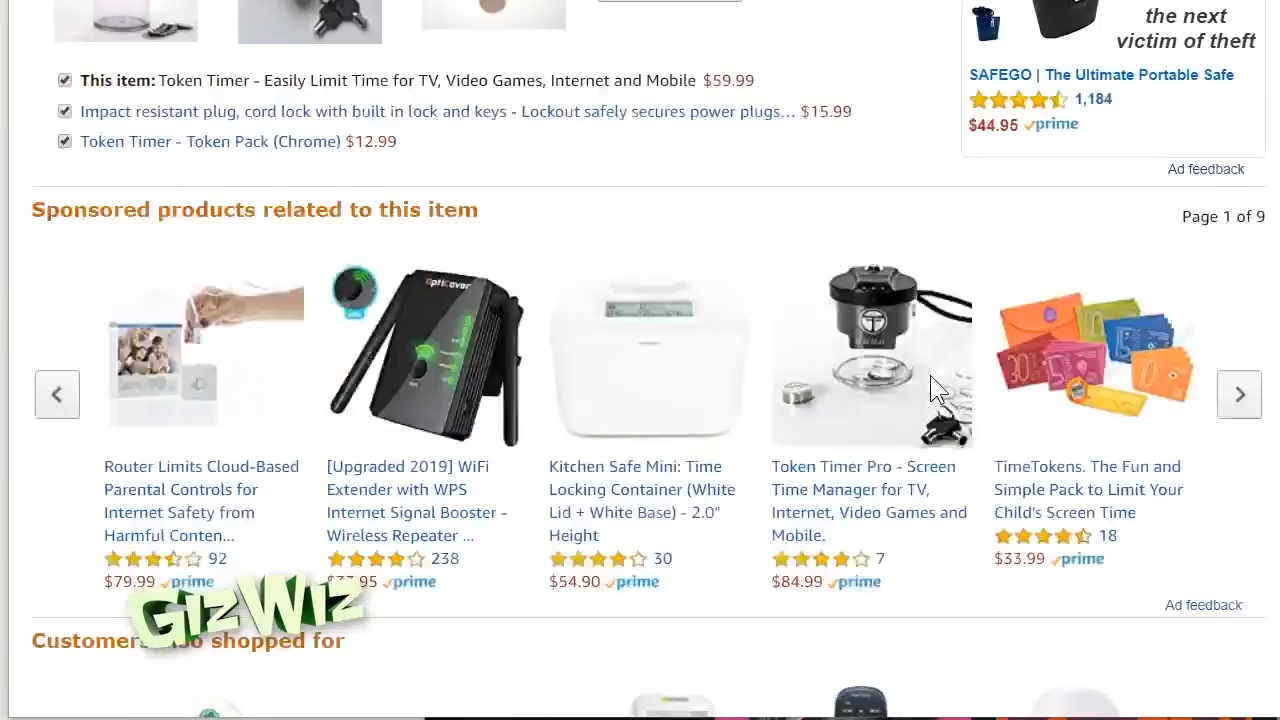 the next
victim of theft
SAFEGO | The Ultimate Portable Safe
1,184
$44.95 prime
Ad feedback
This item: Token Timer - Easily Limit Time for TV, Video Games, Internet and Mobile $59.99
Impact resistant plug, cord lock with built in lock and keys - Lockout safely secures power plugs… $15.99
Token Timer - Token Pack (Chrome) $12.99
Sponsored products related to this item
Page 1 of 9
OptiCover
Router Limits Cloud-Based
Parental Controls for
Internet Safety from
Harmful Conten...
92
$79.99 prime
[Upgraded 2019] WiFi
Extender with WPS
Internet Signal Booster -
Wireless Repeater ...
238
prime
Kitchen Safe Mini: Time
Locking Container (White
Lid + White Base) - 2.0"
Height
30
$54.90 prime
Token Timer Pro - Screen
Time Manager for TV,
Internet, Video Games and
Mobile.
7
$84.99 prime
TimeTokens. The Fun and
Simple Pack to Limit Your
Child's Screen Time
18
$33.99 prime
Ad feedback
GizWiz
Customers shopped for